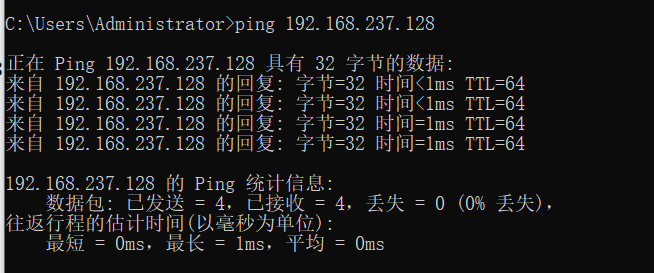 C:\Users\Administrator>ping 192.168.237.128
正在 Ping 192.168.237.128 具有 32 字节的数据:
来自 192.168.237.128 的回复: 字节=32 时间<1ms TTL=64
来自 192.168.237.128 的回复: 字节=32 时间<1ms TTL=64
来自 192.168.237.128 的回复: 字节=32 时间=1ms TTL=64
来自 192.168.237.128 的回复: 字节=32 时间=1ms TTL=64
192.168.237.128 的 Ping 统计信息:
数据包: 已发送 = 4，已接收 = 4，丢失 = 0 (0% 丢失)，
往返行程的估计时间(以毫秒为单位):
最短 = 0ms，最长 = 1ms，平均 = 0ms